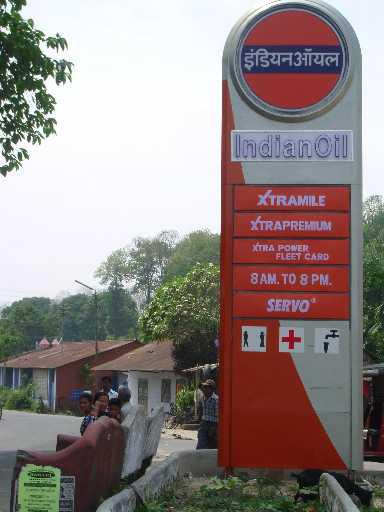 इंडियनऑयल
IndianOil
XTRAMILE
XTRAPREMIUM
XTRA POWER
FLEET CARD
8 AM. TO 8 PM.
SERVO®